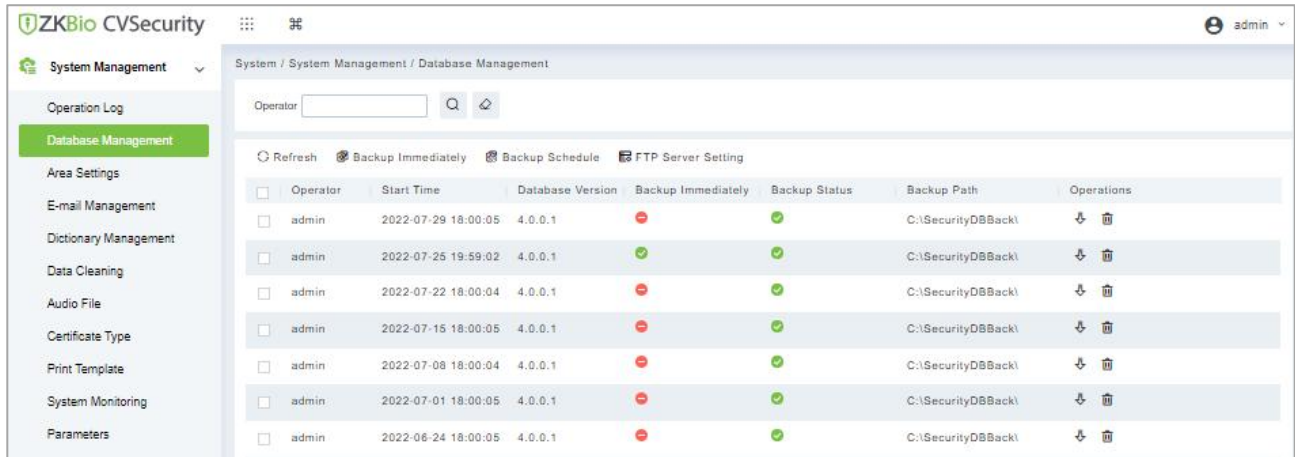 ZKBio CVSecurity
admin
System Management
System / System Management / Database Management
Operation Log
Database Management
Area Settings
E-mail Management
Dictionary Management
Data Cleaning
Audio File
Certificate Type
Print Template
System Monitoring
Parameters
Operator
Refresh Backup Immediately Backup Schedule FTP Server Setting
Operator Start Time Database Version Backup Immediately Backup Status Backup Path Operations
admin 2022-07-29 18:00:05 4.0.0.1 C:\SecurityDBBack\
admin 2022-07-25 19:59:02 4.0.0.1 C:\SecurityDBBack\
admin 2022-07-22 18:00:04 4.0.0.1 C:\SecurityDBBack\
admin 2022-07-15 18:00:05 4.0.0.1 C:\SecurityDBBack\
admin 2022-07-08 18:00:04 4.0.0.1 C:\SecurityDBBack\
admin 2022-07-01 18:00:05 4.0.0.1 C:\SecurityDBBack\
admin 2022-06-24 18:00:05 4.0.0.1 C:\SecurityDBBack\